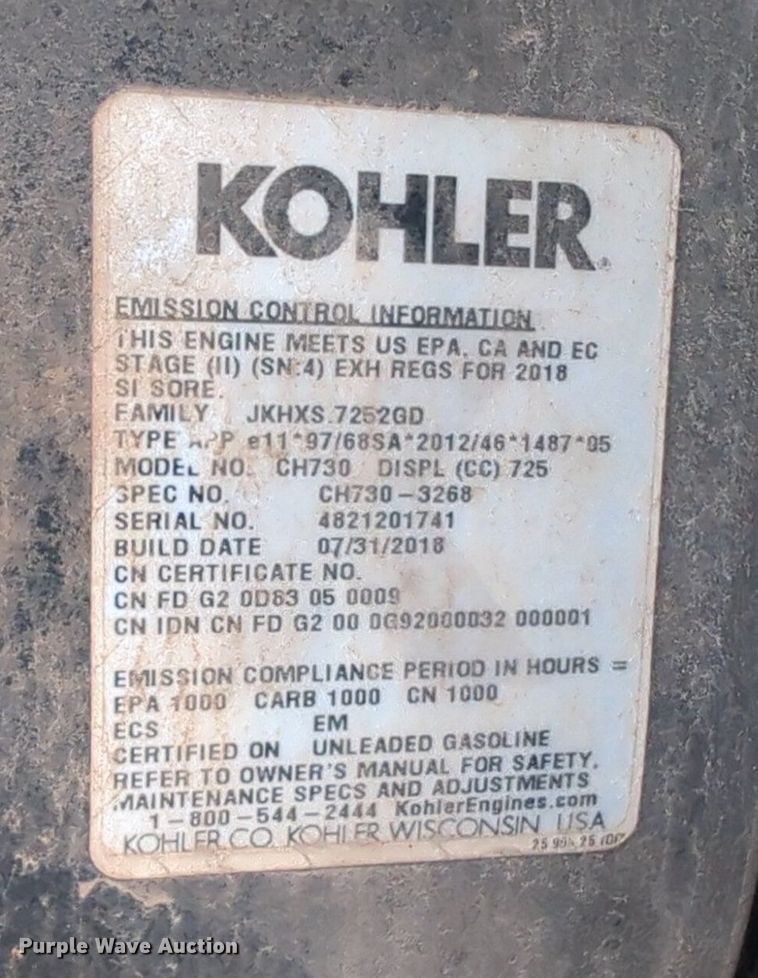 KOHLER
EMISSION CONTROL INFORMATION
THIS ENGINE MEETS US EPA, CA AND EC
STAGE (II) (SN:4) EXH REGS FOR 2018
SI SORE.
FAMILY JKHXS.7252GD
TYPE APP e11*97/68SA*2012/46*1487*05
MODEL NO. CH730 DISPL (CC) 725
SPEC NO. CH730-3268
SERIAL NO. 4821201741
BUILD DATE 07/31/2018
CN CERTIFICATE NO.
CN FD G2 0D63 05 0009
CN IDN CN FD G2 00 0G92000032 000001
EMISSION COMPLIANCE PERIOD IN HOURS =
EPA 1000 CARB 1000 CN 1000
ECS EM
CERTIFIED ON UNLEADED GASOLINE
REFER TO OWNER'S MANUAL FOR SAFETY,
MAINTENANCE SPECS AND ADJUSTMENTS
1-800-544-2444 KohlerEngines.com
KOHLER CO. KOHLER WISCONSIN USA
Purple Wave Auction